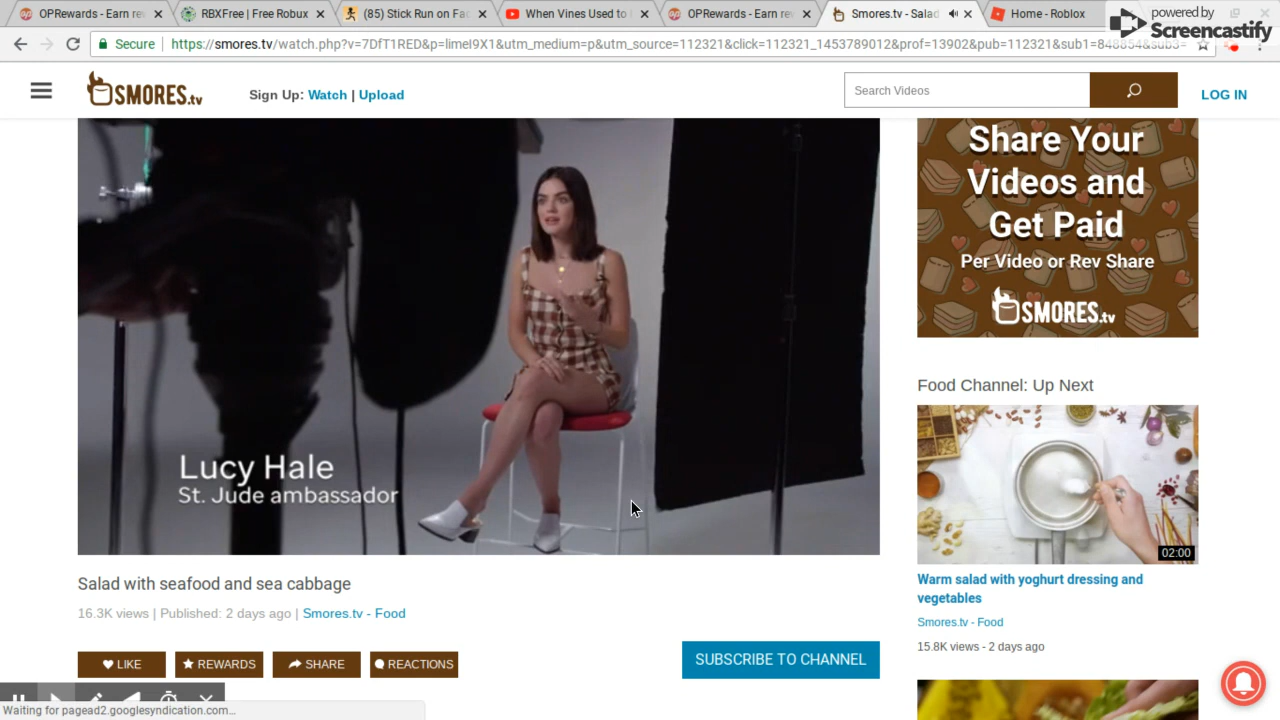 OPRewards - Earn rev
RBXFree | Free Robux
(85) Stick Run on Fac
When Vines Used to
OPRewards - Earn rev
Smores.tv - Salad
Home - Roblox
powered by
Screencastify
Secure
https://smores.tv/watch.php?v=7DfT1RED&p=lime9X1&utm_medium=p&utm_source=112321&click=112321_1453789012&prof=13902&pub=112321&sub1=848854&sub3=
SMORES.tv
Sign Up: Watch | Upload
Search Videos
LOG IN
Share Your
Videos and
Get Paid
Per Video or Rev Share
SMORES.tv
Lucy Hale
St. Jude ambassador
Food Channel: Up Next
02:00
Warm salad with yoghurt dressing and
vegetables
Smores.tv - Food
15.8K views - 2 days ago
Salad with seafood and sea cabbage
16.3K views | Published: 2 days ago | Smores.tv - Food
LIKE
REWARDS
SHARE
REACTIONS
SUBSCRIBE TO CHANNEL
Waiting for pagead2.googlesyndication.com...